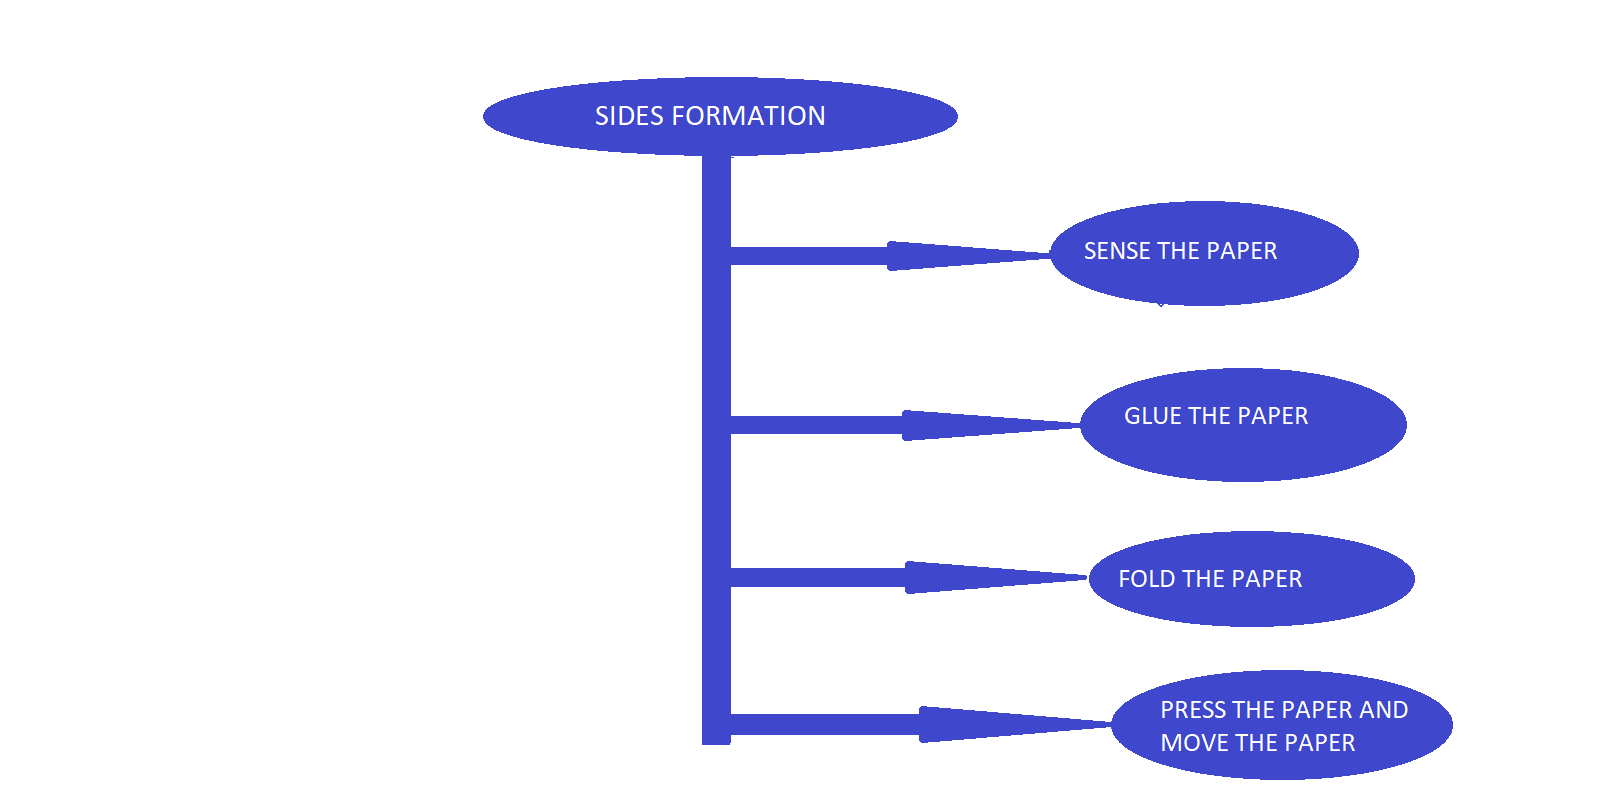 SIDES FORMATION
SENSE THE PAPER
GLUE THE PAPER
FOLD THE PAPER
PRESS THE PAPER AND
MOVE THE PAPER